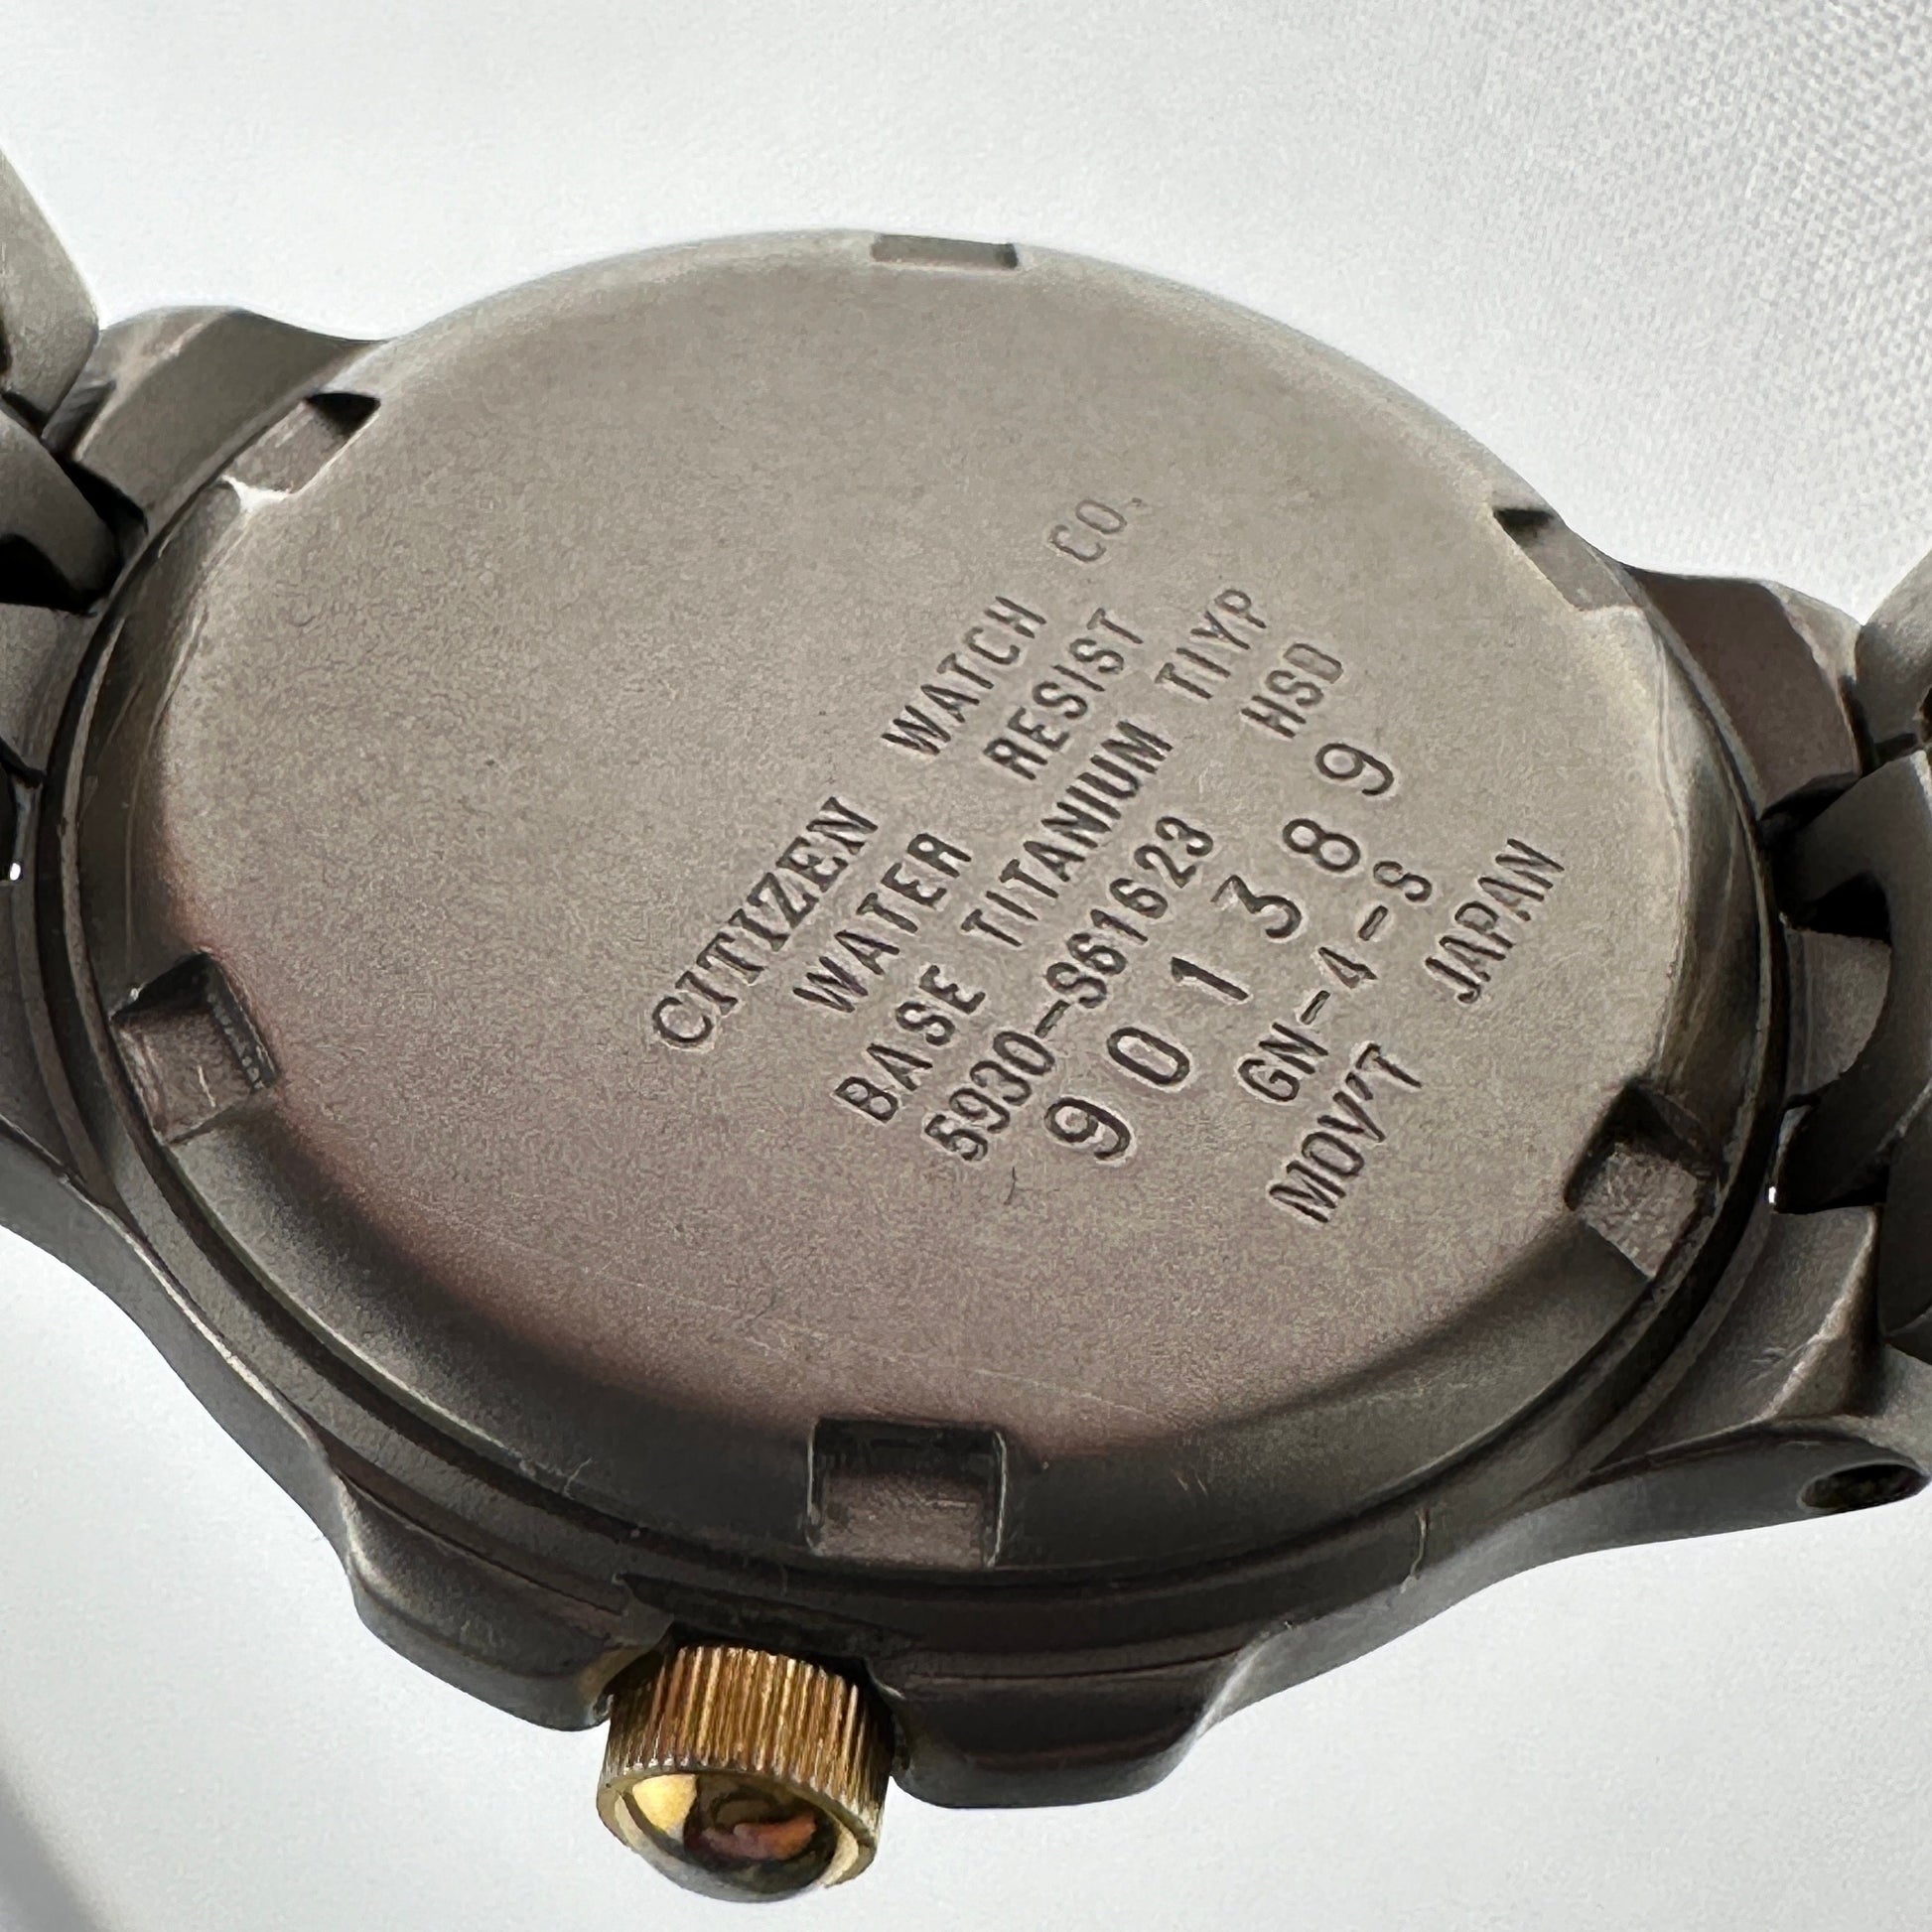 CITIZEN WATCH CO.
WATER RESIST
BASE TITANIUM TIYP
5930-S61623 HSD
901389
GN-4-S
MOV'T JAPAN